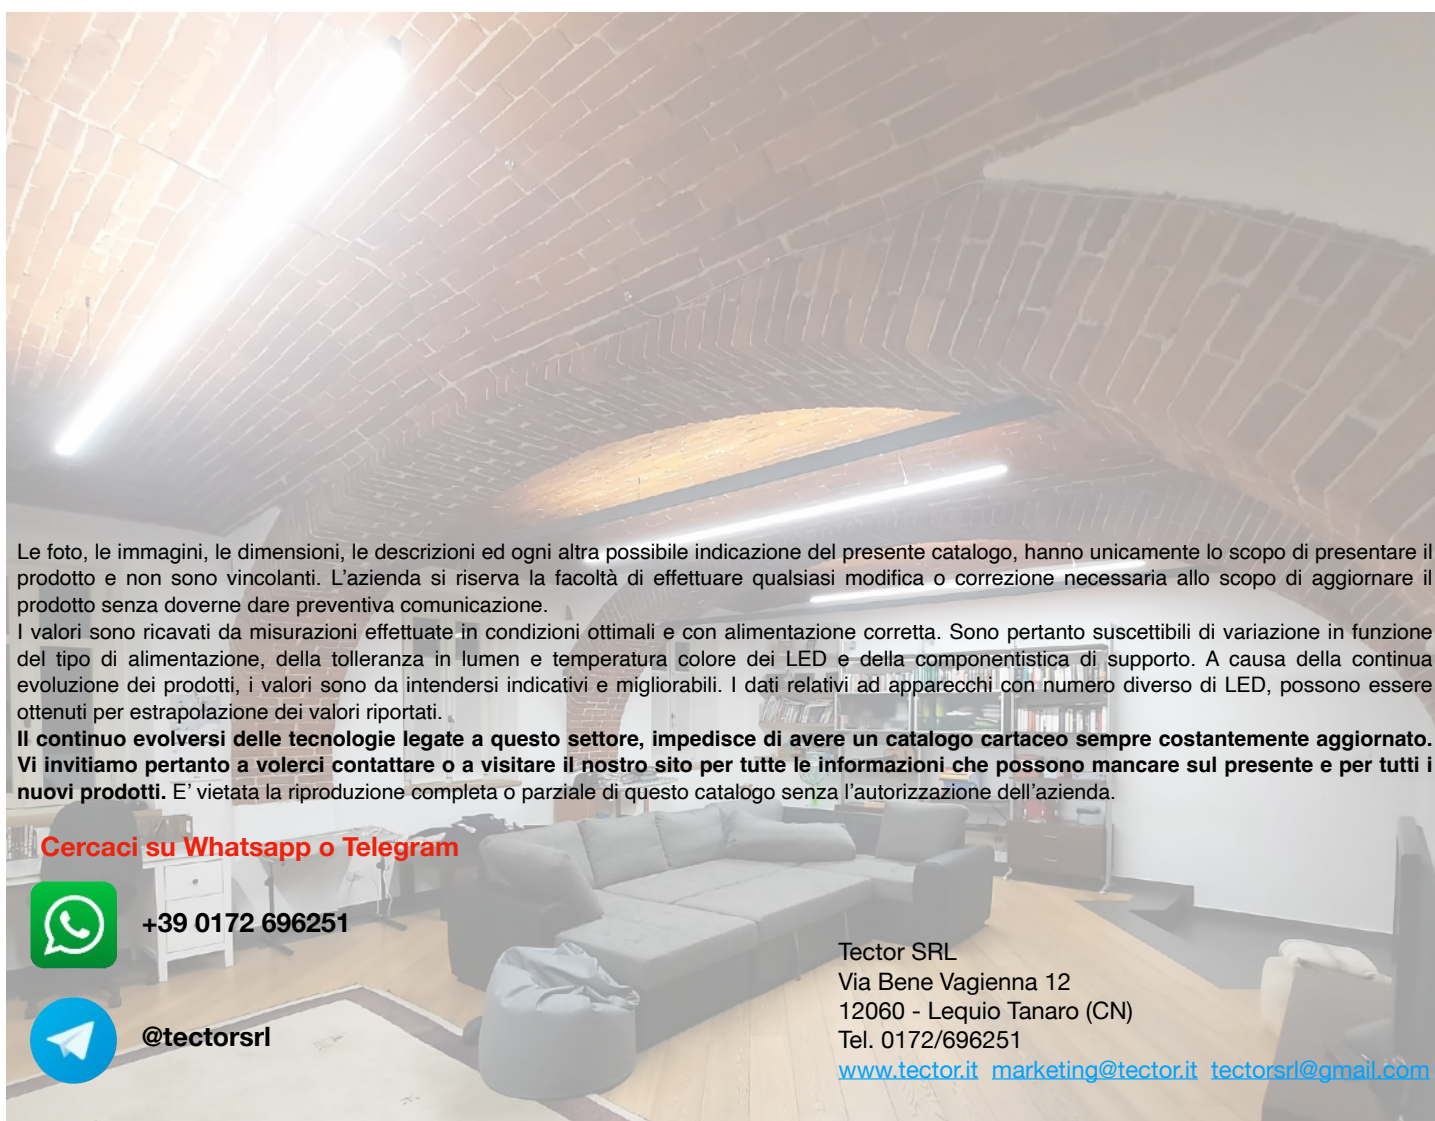 Le foto, le immagini, le dimensioni, le descrizioni ed ogni altra possibile indicazione del presente catalogo, hanno unicamente lo scopo di presentare il
prodotto e non sono vincolanti. L’azienda si riserva la facoltà di effettuare qualsiasi modifica o correzione necessaria allo scopo di aggiornare il
prodotto senza doverne dare preventiva comunicazione.
I valori sono ricavati da misurazioni effettuate in condizioni ottimali e con alimentazione corretta. Sono pertanto suscettibili di variazione in funzione
del tipo di alimentazione, della tolleranza in lumen e temperatura colore dei LED e della componentistica di supporto. A causa della continua
evoluzione dei prodotti, i valori sono da intendersi indicativi e migliorabili. I dati relativi ad apparecchi con numero diverso di LED, possono essere
ottenuti per estrapolazione dei valori riportati.
Il continuo evolversi delle tecnologie legate a questo settore, impedisce di avere un catalogo cartaceo sempre costantemente aggiornato.
Vi invitiamo pertanto a volerci contattare o a visitare il nostro sito per tutte le informazioni che possono mancare sul presente e per tutti i
nuovi prodotti. E’ vietata la riproduzione completa o parziale di questo catalogo senza l’autorizzazione dell’azienda.
Cercaci su Whatsapp o Telegram
+39 0172 696251
@tectorsrl
Tector SRL
Via Bene Vagienna 12
12060 - Lequio Tanaro (CN)
Tel. 0172/696251
www.tector.it marketing@tector.it tectorsrl@gmail.com